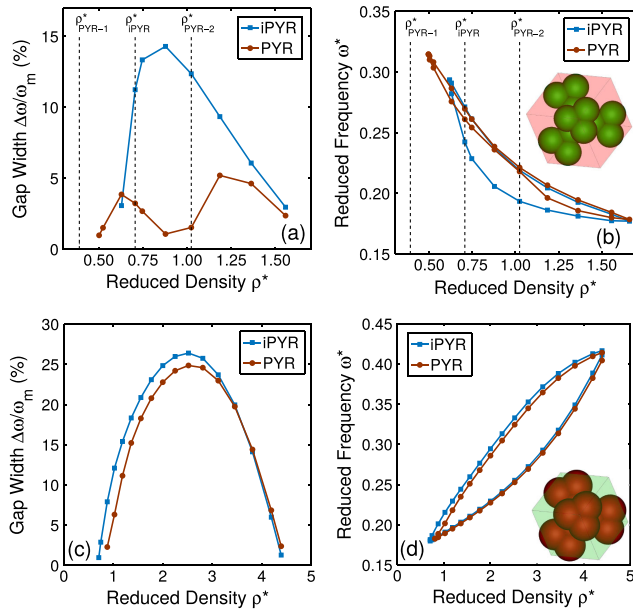 ρ*PYR−1
ρ*iPYR
ρ*PYR−2
iPYR
PYR
15
10
5
0
Gap Width Δω/ωm (%)
0.50
0.75
1.00
1.25
1.50
Reduced Density ρ*
(a)
ρ*PYR−1
ρ*iPYR
ρ*PYR−2
iPYR
PYR
0.30
0.25
0.20
0.15
Reduced Frequency ω*
0.50
0.75
1.00
1.25
1.50
Reduced Density ρ*
(b)
iPYR
PYR
30
25
20
15
10
5
0
Gap Width Δω/ωm (%)
0
1
2
3
4
5
Reduced Density ρ*
(c)
iPYR
PYR
0.45
0.40
0.35
0.30
0.25
0.20
0.15
Reduced Frequency ω*
0
1
2
3
4
5
Reduced Density ρ*
(d)